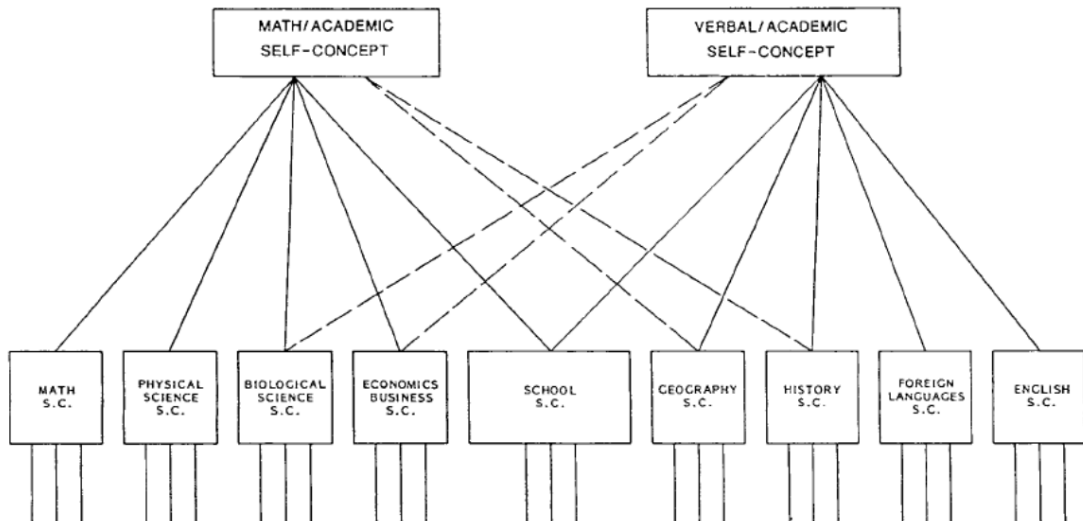 MATH/ACADEMIC
SELF-CONCEPT
VERBAL/ACADEMIC
SELF-CONCEPT
MATH
S.C.
PHYSICAL
SCIENCE
S.C.
BIOLOGICAL
SCIENCE
S.C.
ECONOMICS
BUSINESS
S.C.
SCHOOL
S.C.
GEOGRAPHY
S.C.
HISTORY
S.C.
FOREIGN
LANGUAGES
S.C.
ENGLISH
S.C.